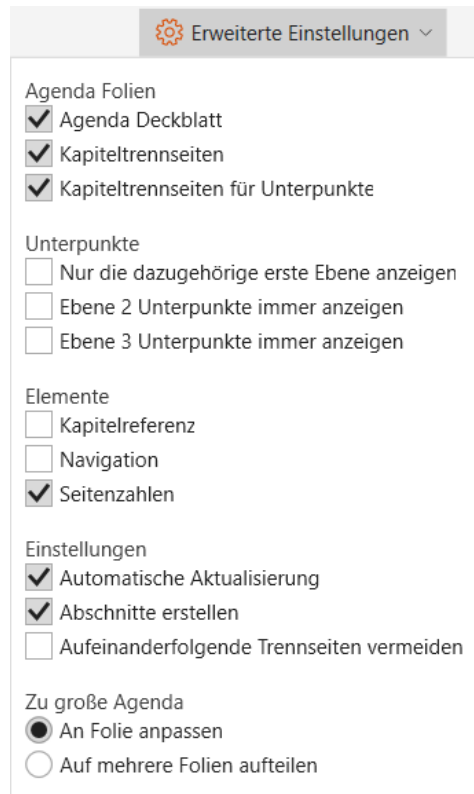 Erweiterte Einstellungen
Agenda Folien
Agenda Deckblatt
Kapiteltrennseiten
Kapiteltrennseiten für Unterpunkte
Unterpunkte
Nur die dazugehörige erste Ebene anzeigen
Ebene 2 Unterpunkte immer anzeigen
Ebene 3 Unterpunkte immer anzeigen
Elemente
Kapitelreferenz
Navigation
Seitenzahlen
Einstellungen
Automatische Aktualisierung
Abschnitte erstellen
Aufeinanderfolgende Trennseiten vermeiden
Zu große Agenda
An Folie anpassen
Auf mehrere Folien aufteilen